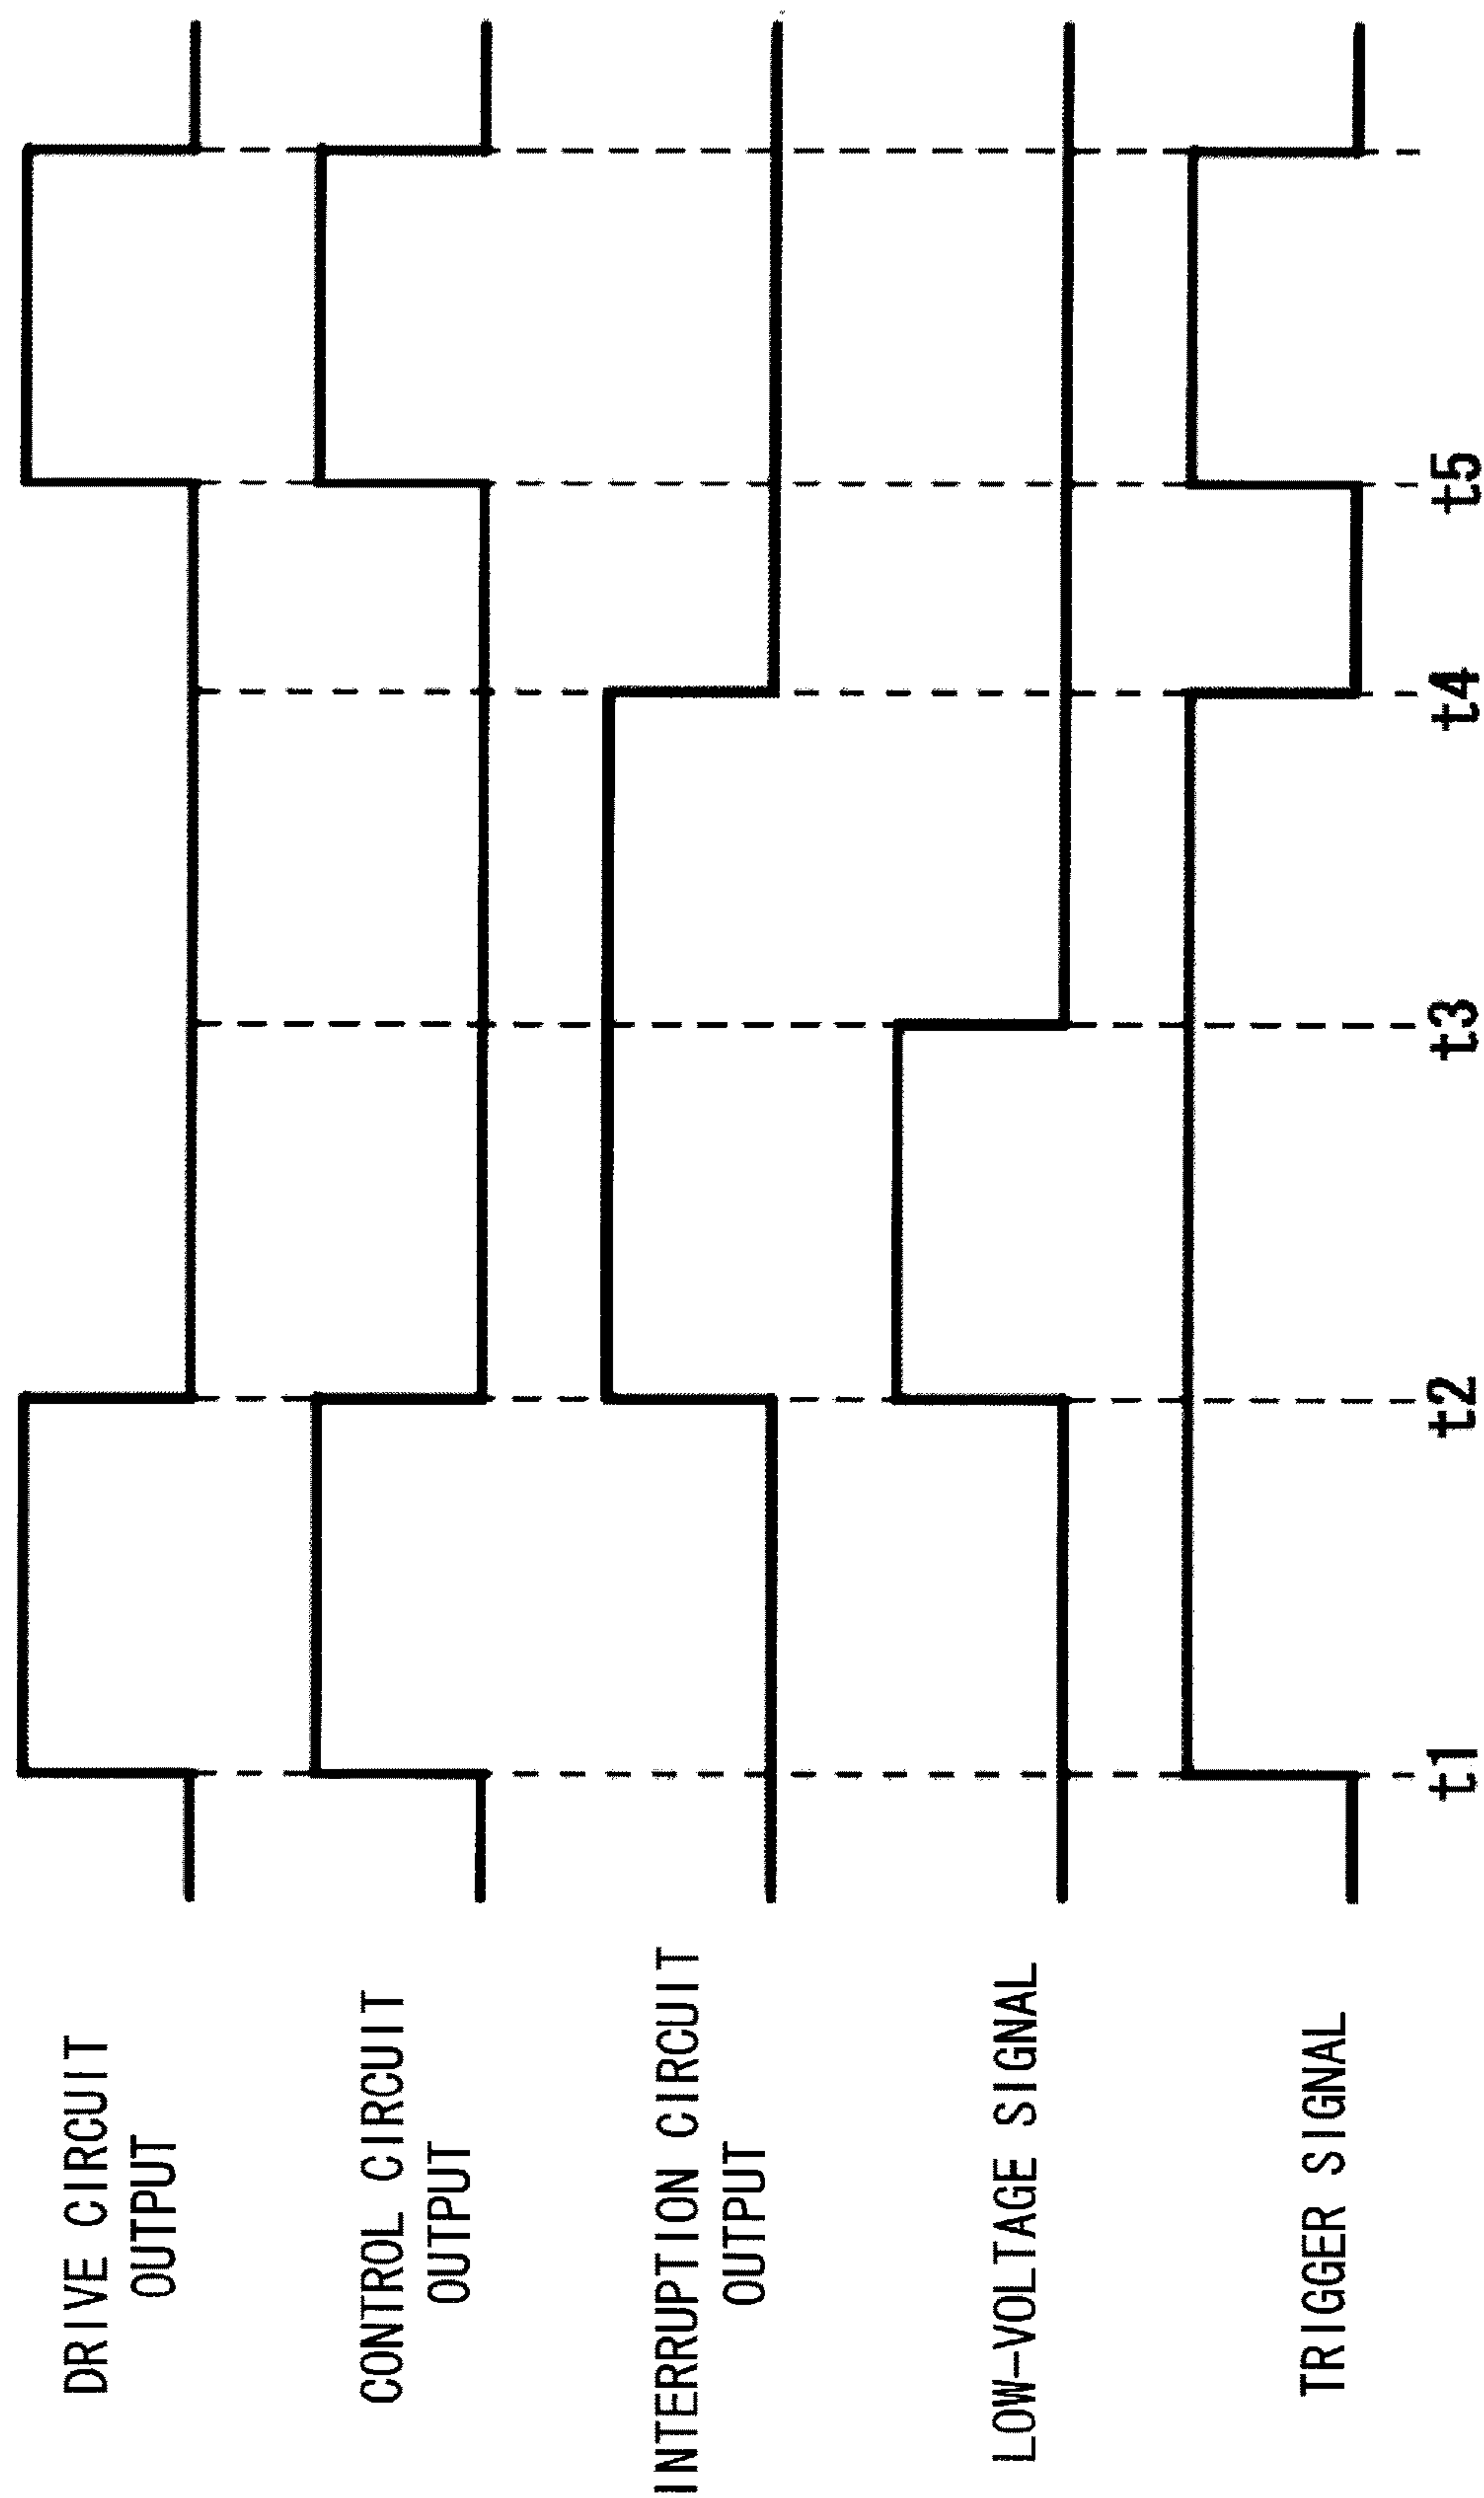 DRIVE CIRCUIT
OUTPUT
CONTROL CIRCUIT
OUTPUT
INTERRUPTION CIRCUIT
OUTPUT
LOW-VOLTAGE SIGNAL
TRIGGER SIGNAL
t1 t2 t3 t4 t5